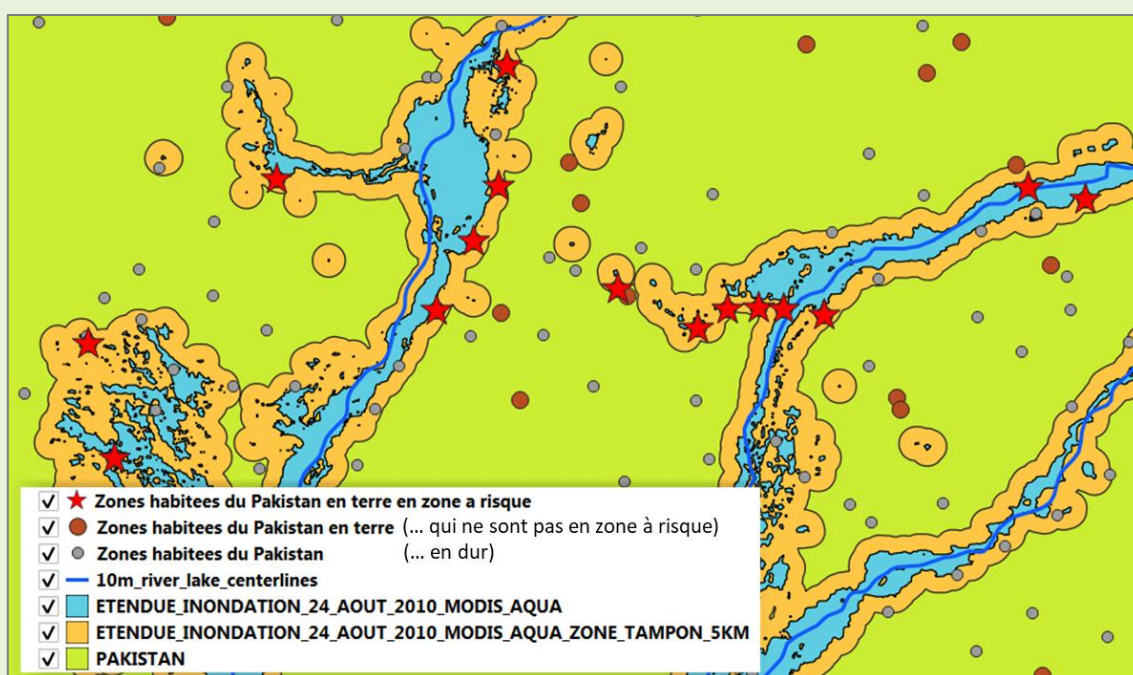 Zones habitees du Pakistan en terre en zone a risque
Zones habitees du Pakistan en terre (... qui ne sont pas en zone à risque)
Zones habitees du Pakistan (... en dur)
10m_river_lake_centerlines
ETENDUE_INONDATION_24_AOUT_2010_MODIS_AQUA
ETENDUE_INONDATION_24_AOUT_2010_MODIS_AQUA_ZONE_TAMPON_5KM
PAKISTAN